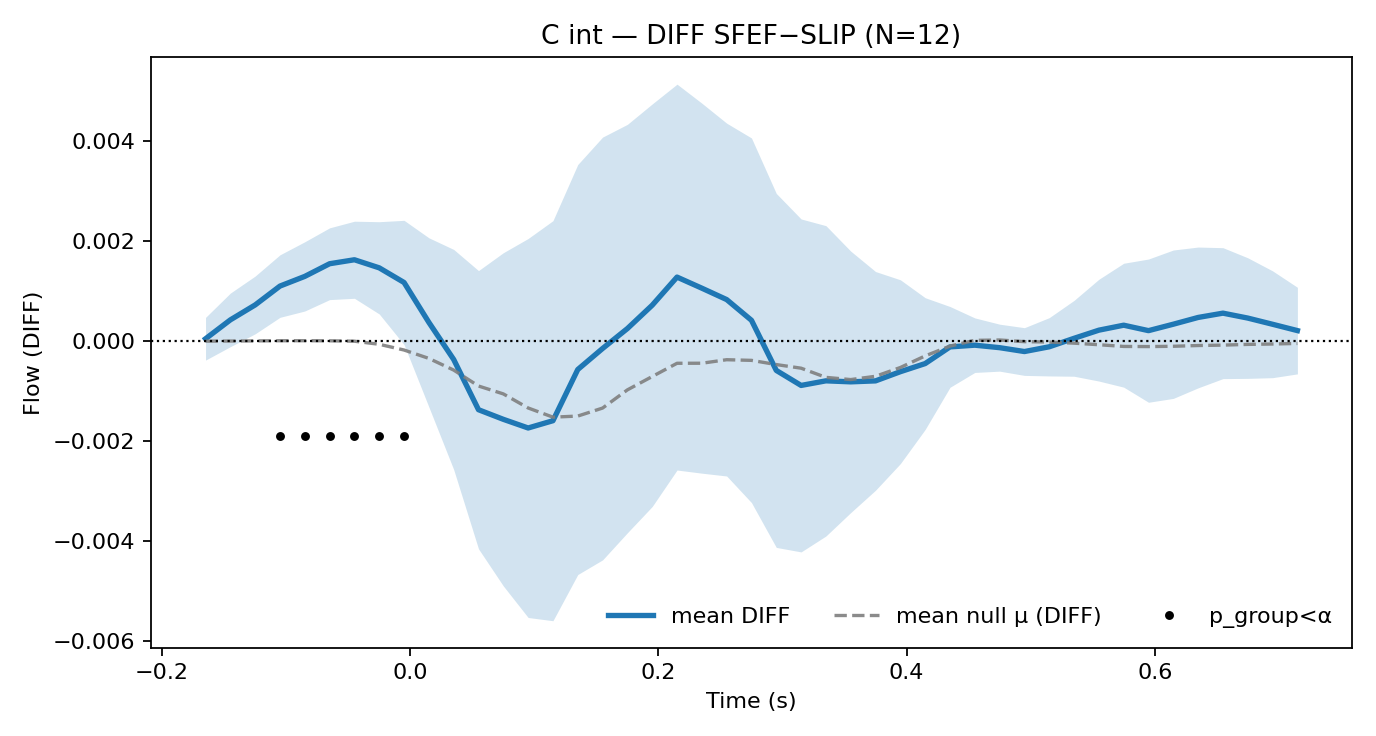 C int — DIFF SFEF−SLIP (N=12)
Flow (DIFF)
0.004
0.002
0.000
−0.002
−0.004
−0.006
mean DIFF
mean null μ (DIFF)
p_group<α
−0.2
0.0
0.2
0.4
0.6
Time (s)